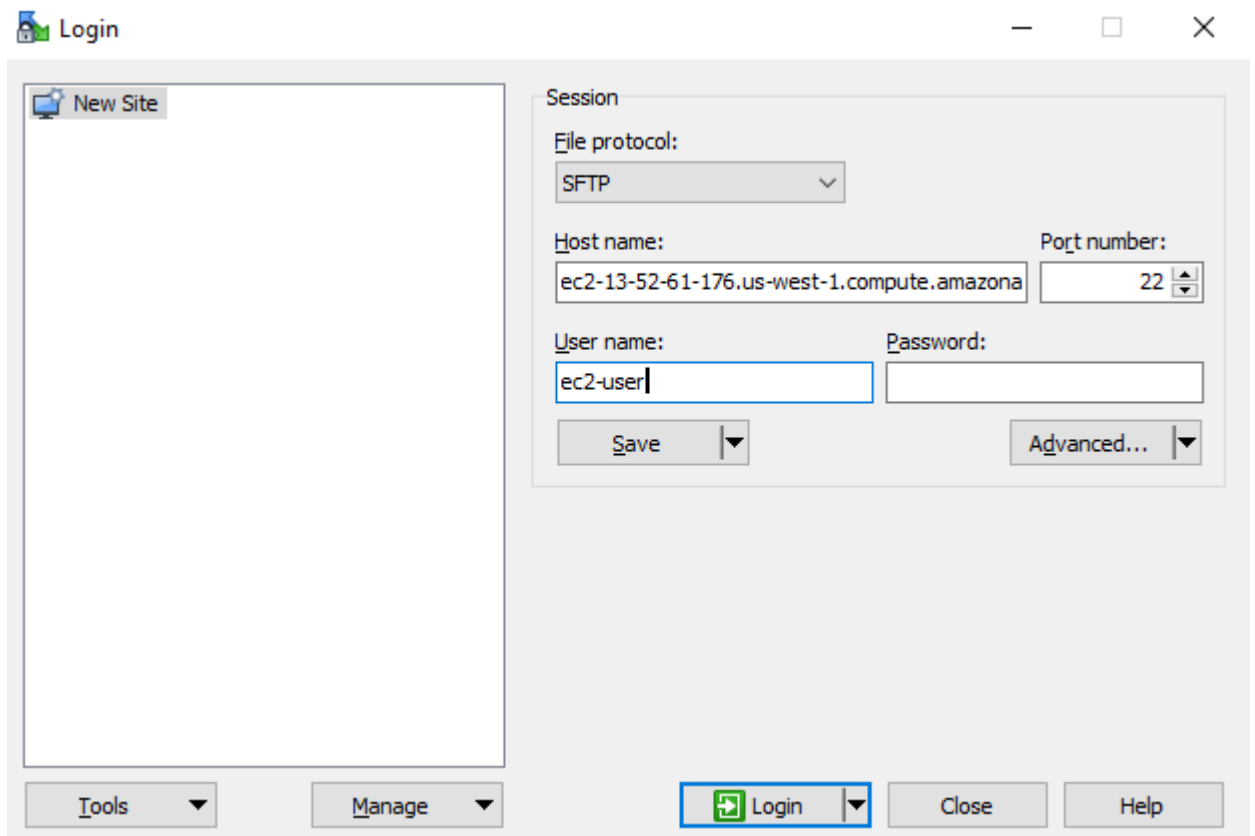 Login
New Site
Session
File protocol:
SFTP
Host name:
Port number:
ec2-13-52-61-176.us-west-1.compute.amazona
22
User name:
Password:
ec2-user
Save
Advanced...
Tools
Manage
Login
Close
Help